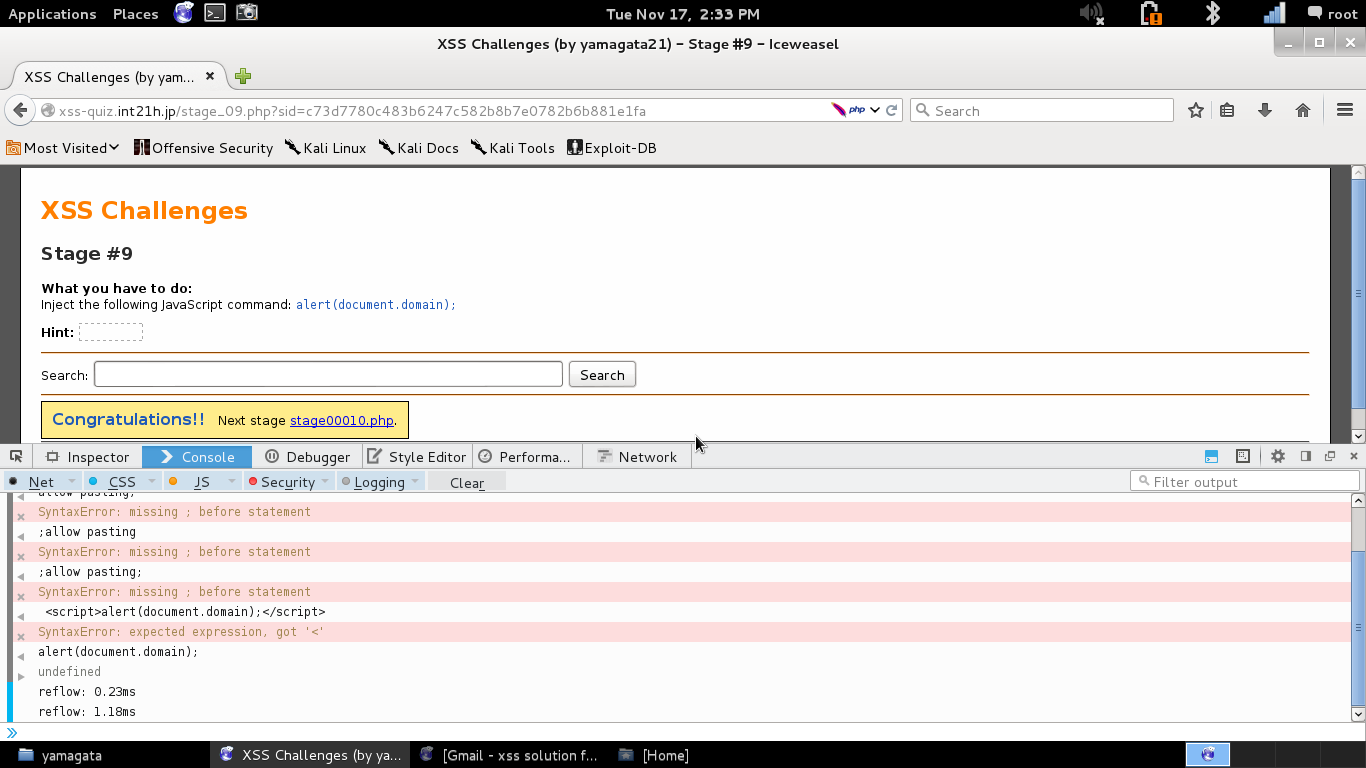 Applications Places Tue Nov 17, 2:33 PM root
XSS Challenges (by yamagata21) – Stage #9 – Iceweasel
XSS Challenges (by yam...
xss-quiz.int21h.jp/stage_09.php?sid=c73d7780c483b6247c582b8b7e0782b6b881e1fa php Search
Most Visited Offensive Security Kali Linux Kali Docs Kali Tools Exploit-DB
XSS Challenges
Stage #9
What you have to do:
Inject the following JavaScript command: alert(document.domain);
Hint:
Search: Search
Congratulations!! Next stage stage00010.php.
Inspector Console Debugger Style Editor Performa... Network
Net CSS JS Security Logging Clear Filter output
allow pasting;
SyntaxError: missing ; before statement
;allow pasting
SyntaxError: missing ; before statement
;allow pasting;
SyntaxError: missing ; before statement
<script>alert(document.domain);</script>
SyntaxError: expected expression, got '<'
alert(document.domain);
undefined
reflow: 0.23ms
reflow: 1.18ms
yamagata XSS Challenges (by ya... [Gmail - xss solution f... [Home]